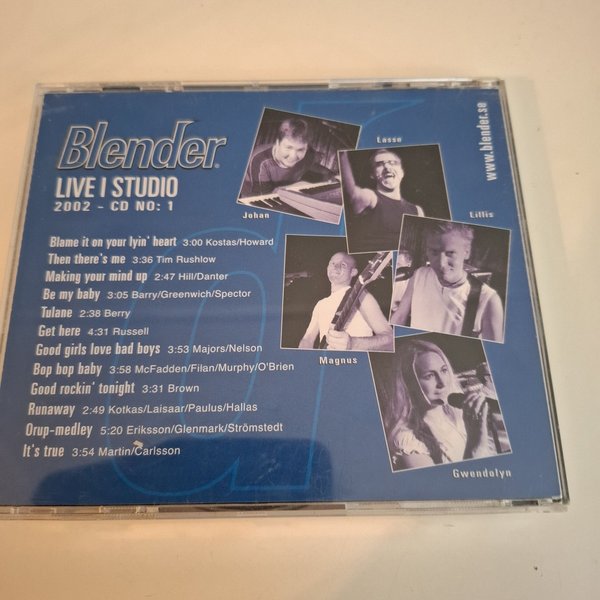 Blender®
LIVE I STUDIO
2002 - CD NO: 1
Blame it on your lyin' heart 3:00 Kostas/Howard
Then there's me 3:36 Tim Rushlow
Making your mind up 2:47 Hill/Danter
Be my baby 3:05 Barry/Greenwich/Spector
Tulane 2:38 Berry
Get here 4:31 Russell
Good girls love bad boys 3:53 Majors/Nelson
Bop bop baby 3:58 McFadden/Filan/Murphy/O'Brien
Good rockin' tonight 3:31 Brown
Runaway 2:49 Kotkas/Laisaar/Paulus/Hallas
Orup-medley 5:20 Eriksson/Glenmark/Strömstedt
It's true 3:54 Martin/Carlsson
Johan
Lasse
Lillis
Magnus
Gwendolyn
www.blender.se